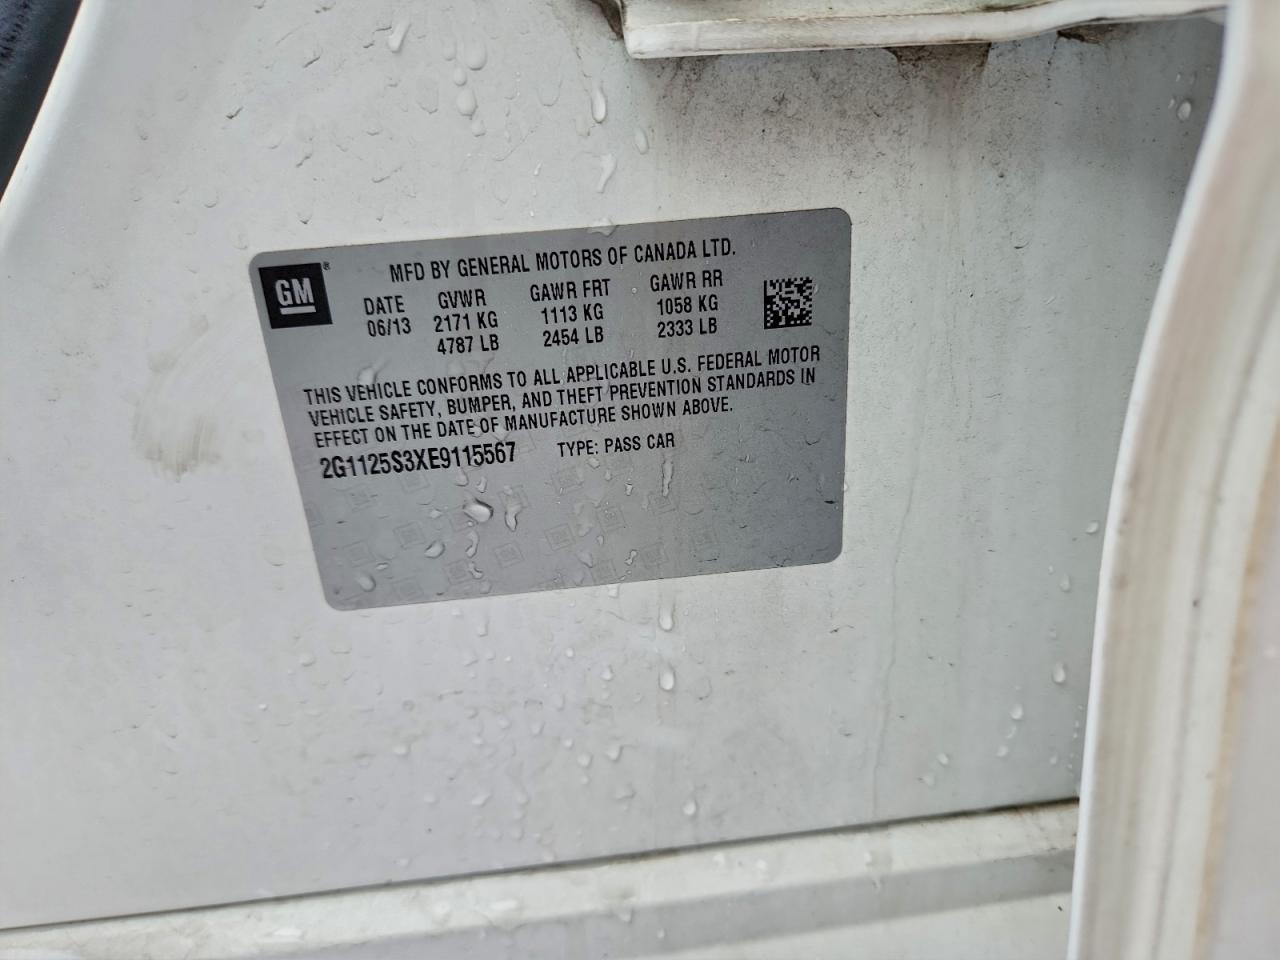 GM®
MFD BY GENERAL MOTORS OF CANADA LTD.
DATE GVWR GAWR FRT GAWR RR
06/13 2171 KG 1113 KG 1058 KG
4787 LB 2454 LB 2333 LB
THIS VEHICLE CONFORMS TO ALL APPLICABLE U.S. FEDERAL MOTOR
VEHICLE SAFETY, BUMPER, AND THEFT PREVENTION STANDARDS IN
EFFECT ON THE DATE OF MANUFACTURE SHOWN ABOVE.
2G1125S3XE9115567 TYPE: PASS CAR